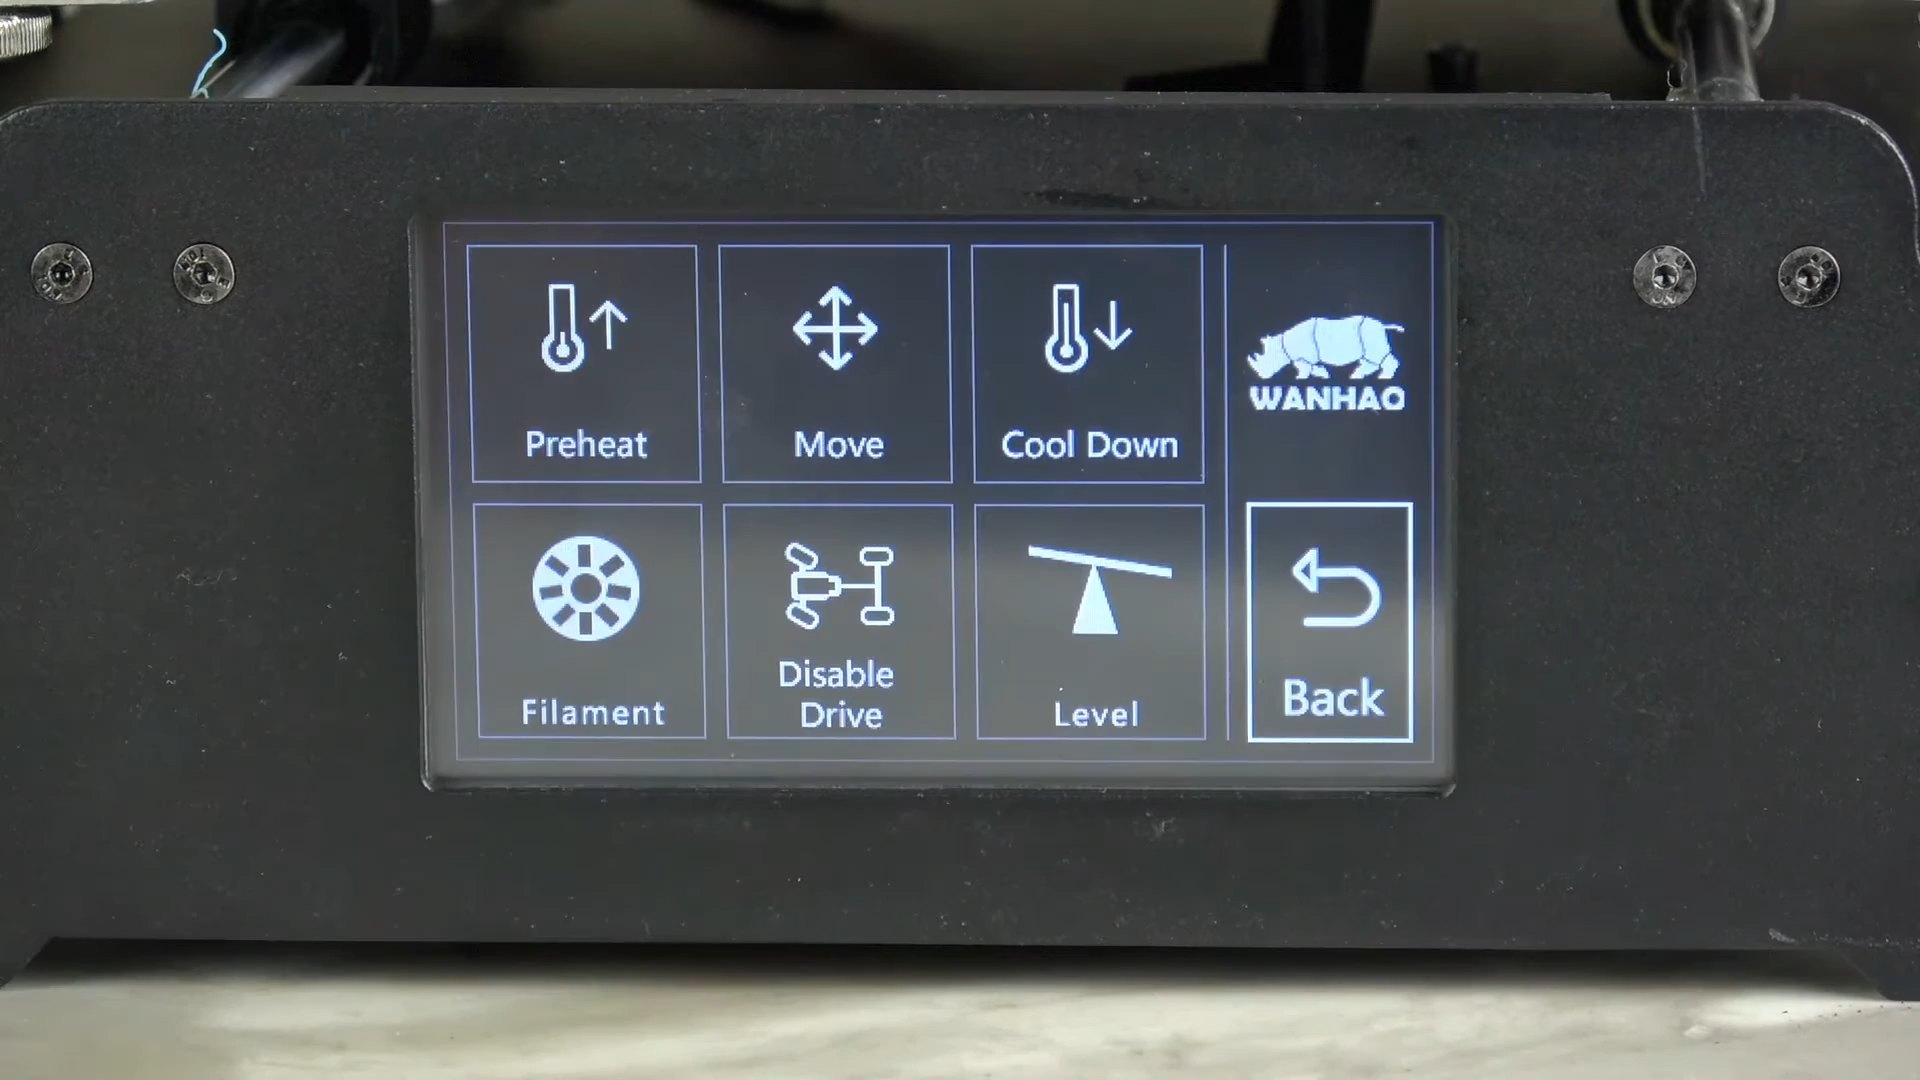 Preheat
Move
Cool Down
WANHAO
Filament
Disable
Drive
Level
Back